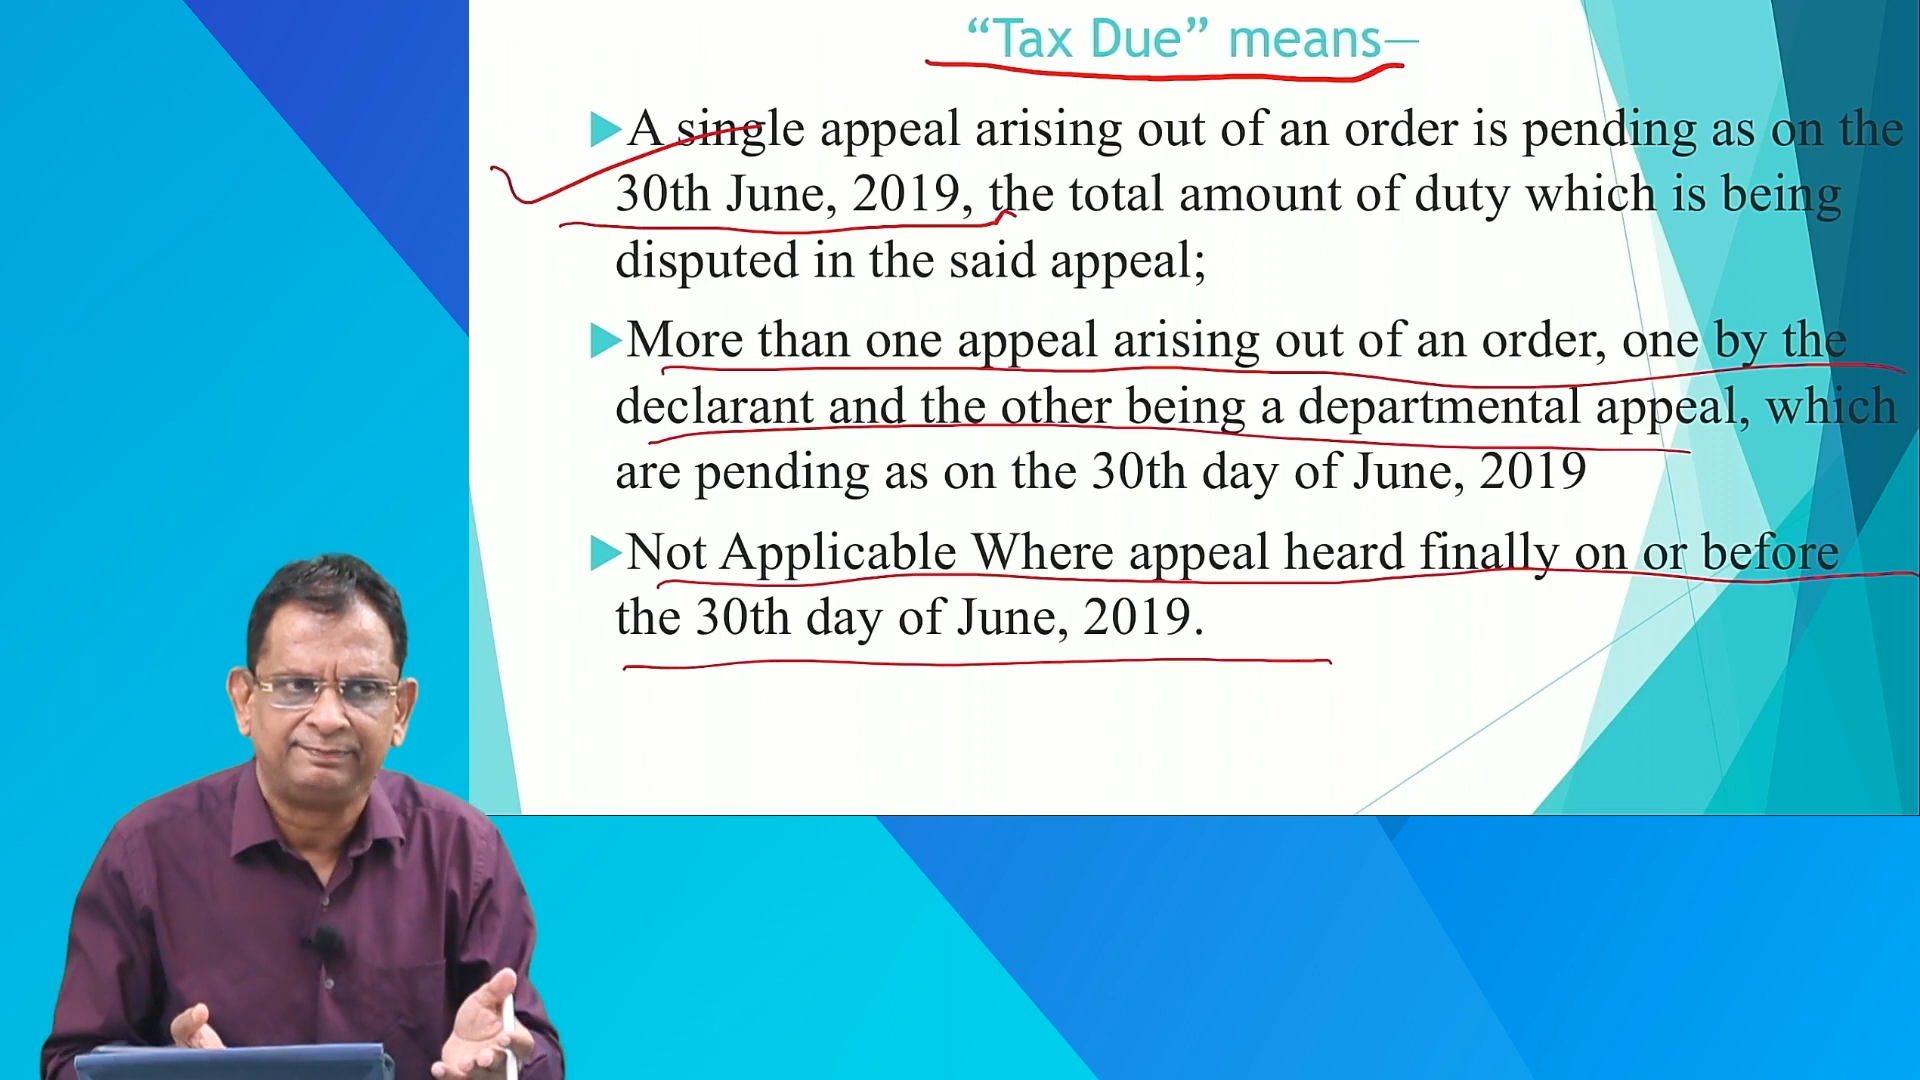 “Tax Due” means—
A single appeal arising out of an order is pending as on the
30th June, 2019, the total amount of duty which is being
disputed in the said appeal;
More than one appeal arising out of an order, one by the
declarant and the other being a departmental appeal, which
are pending as on the 30th day of June, 2019
Not Applicable Where appeal heard finally on or before
the 30th day of June, 2019.